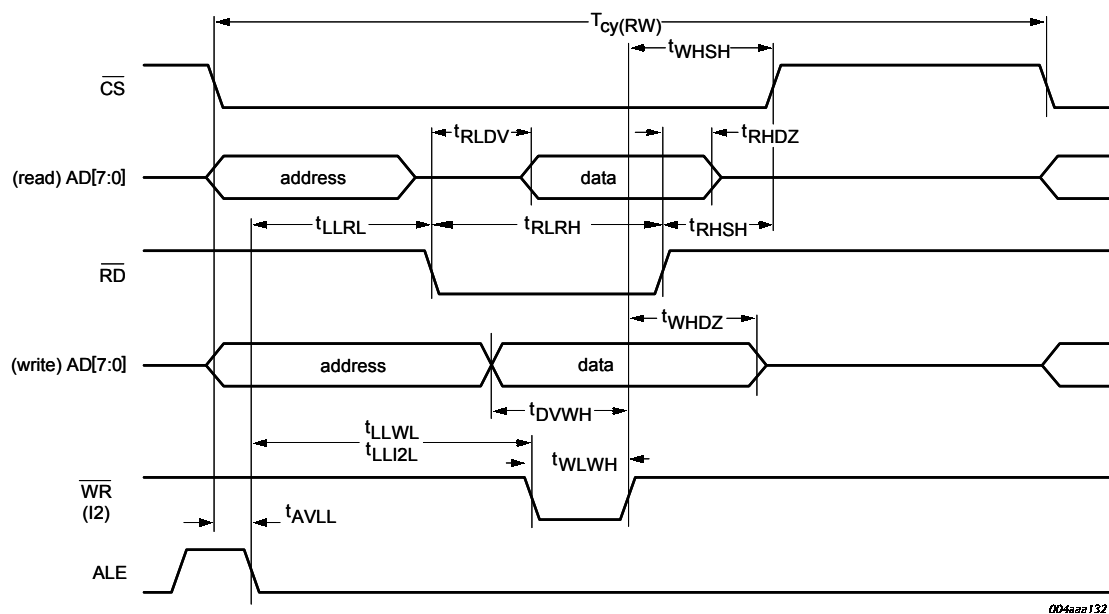 Tcy(RW)
tWHSH
CS
tRLDV
tRHDZ
(read) AD[7:0]
address
data
tLLRL
tRLRH
tRHSH
RD
tWHDZ
(write) AD[7:0]
address
data
tDVWH
tLLWL
tLLI2L
tWLWH
WR
(I2)
tAVLL
ALE
004aaa132